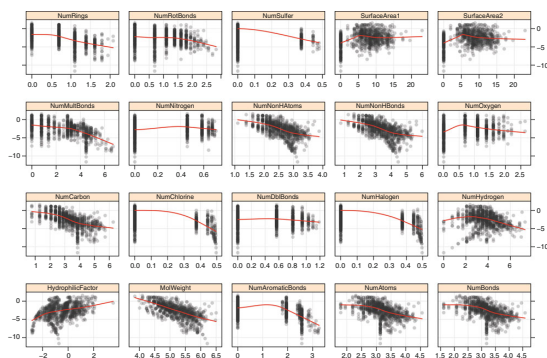 NumRings NumRotBonds NumSulfer SurfaceArea1 SurfaceArea2
0
−5
−10
0.0 0.5 1.0 1.5 2.0 0.0 0.5 1.0 1.5 2.0 2.5 0.0 0.1 0.2 0.3 0.4 0.5 0 5 10 15 20 0 5 10 15 20
NumMultBonds NumNitrogen NumNonHAtoms NumNonHBonds NumOxygen
0
−5
−10
0 1 2 3 4 5 6 7 0.0 0.2 0.4 0.6 1.0 1.5 2.0 2.5 3.0 3.5 4.0 1 2 3 4 5 6 0.0 0.5 1.0 1.5 2.0 2.5
NumCarbon NumChlorine NumDblBonds NumHalogen NumHydrogen
0
−5
−10
1 2 3 4 5 6 0.0 0.1 0.2 0.3 0.4 0.5 0.0 0.2 0.4 0.6 0.8 1.0 1.2 0.0 0.1 0.2 0.3 0.4 0.5 0 2 4 6
HydrophilicFactor MolWeight NumAromaticBonds NumAtoms NumBonds
0
−5
−10
−2 0 2 4.0 4.5 5.0 5.5 6.0 6.5 0 1 2 3 2.0 2.5 3.0 3.5 4.0 4.5 1.5 2.0 2.5 3.0 3.5 4.0 4.5